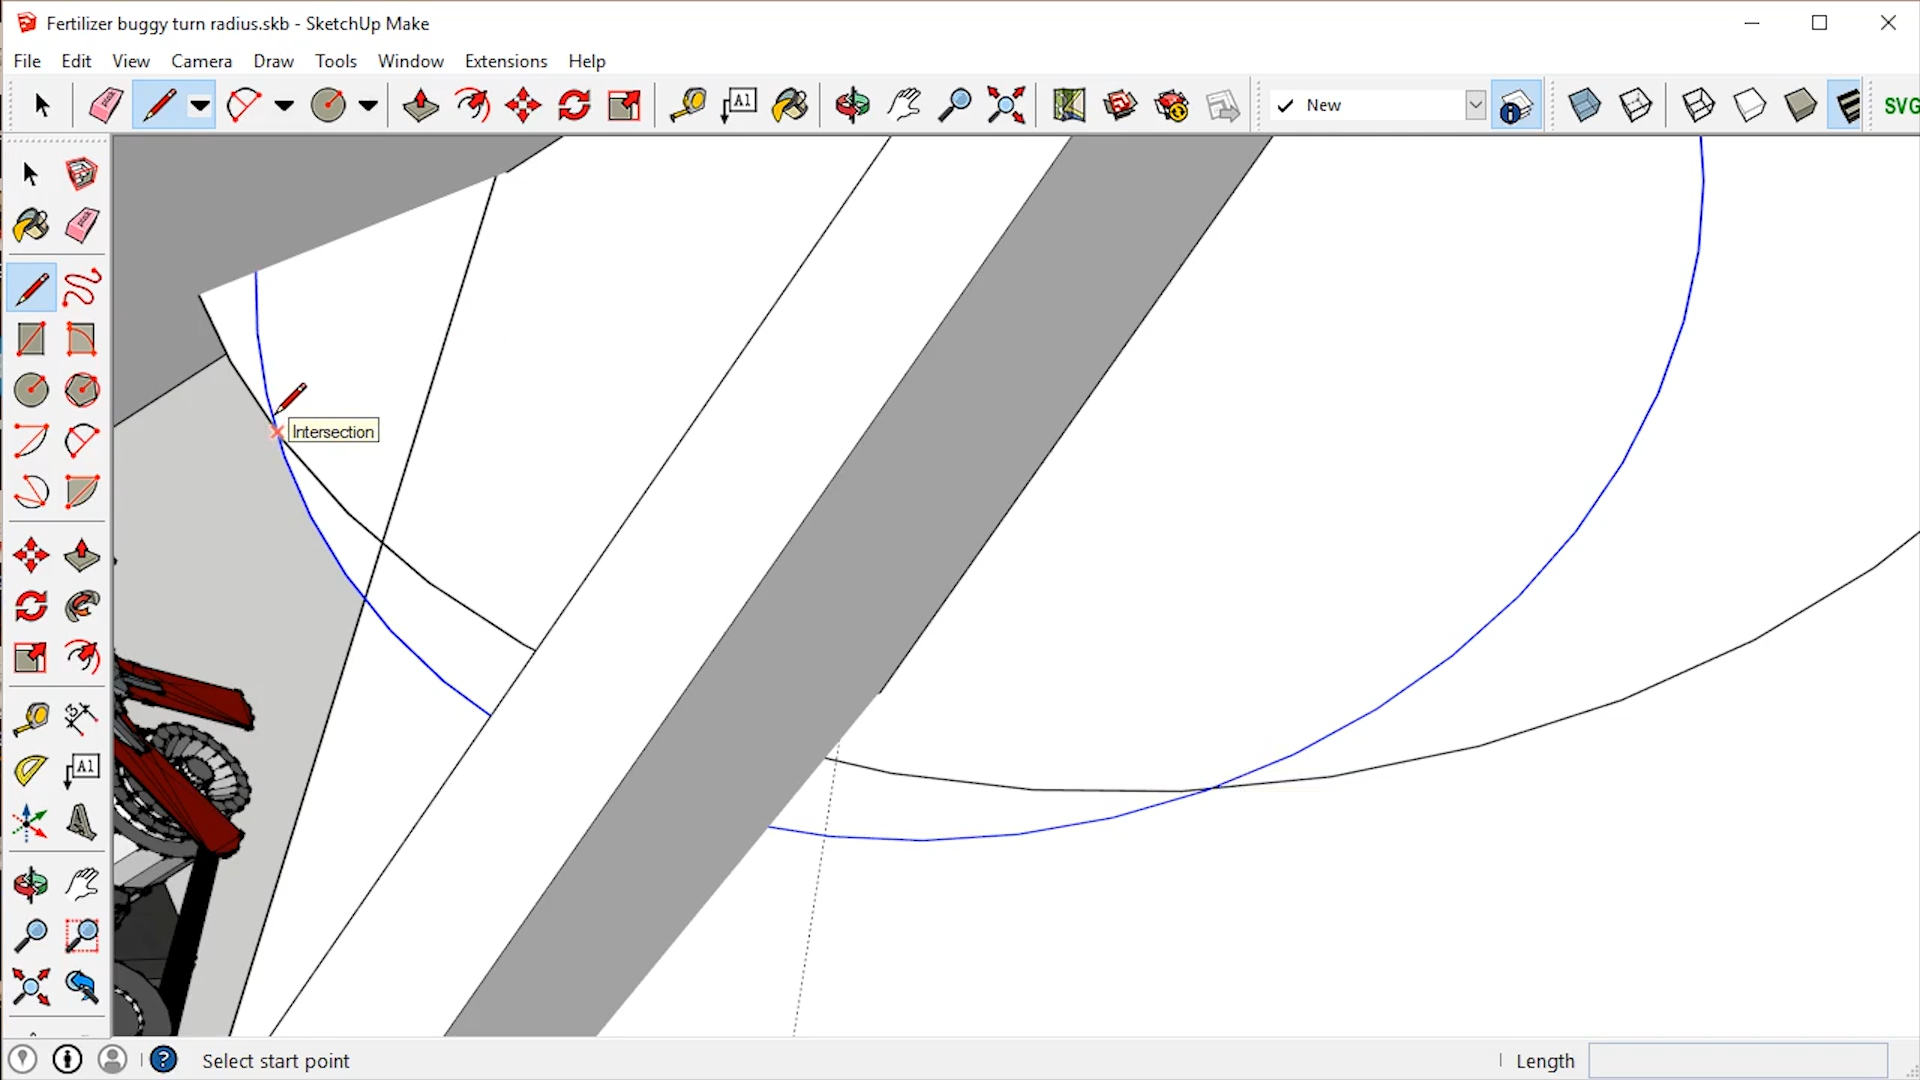 Fertilizer buggy turn radius.skb - SketchUp Make
File Edit View Camera Draw Tools Window Extensions Help
A1 New SVG
Intersection
3
A1
Select start point Length